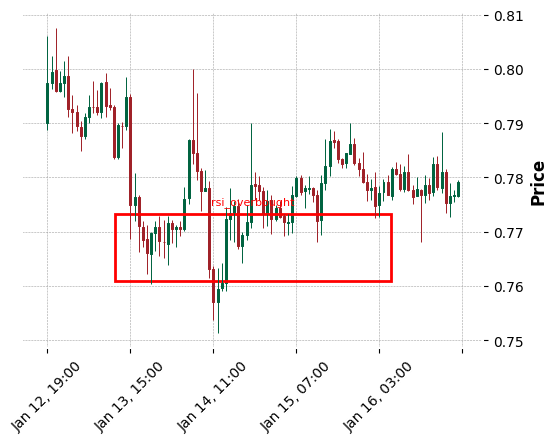 0.81
0.80
0.79
0.78
rsi_overbought
0.77
0.76
0.75
Price
Jan 12, 19:00
Jan 13, 15:00
Jan 14, 11:00
Jan 15, 07:00
Jan 16, 03:00